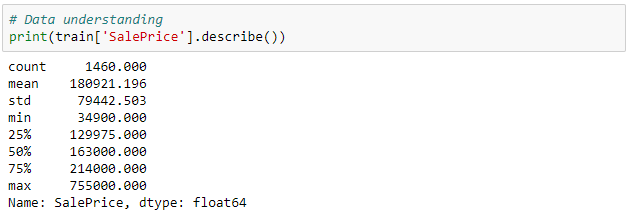 # Data understanding
print(train['SalePrice'].describe())
count     1460.000
mean    180921.196
std      79442.503
min      34900.000
25%     129975.000
50%     163000.000
75%     214000.000
max     755000.000
Name: SalePrice, dtype: float64